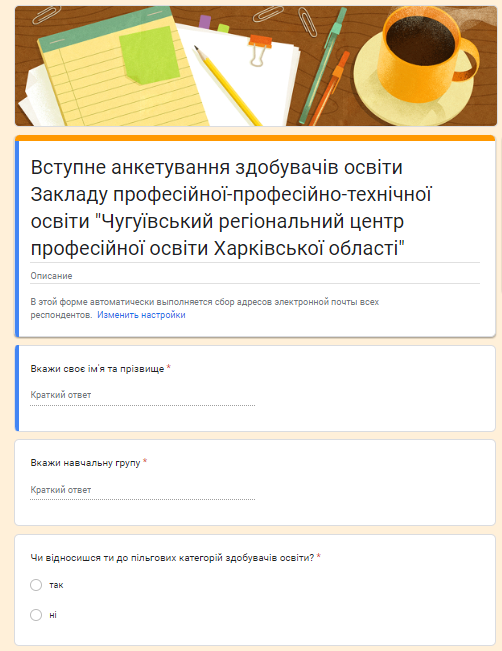 Вступне анкетування здобувачів освіти
Закладу професійної-професійно-технічної
освіти "Чугуївський регіональний центр
професійної освіти Харківської області"
Описание
В этой форме автоматически выполняется сбор адресов электронной почты всех
респондентов. Изменить настройки
Вкажи своє ім'я та прізвище *
Краткий ответ
Вкажи навчальну групу *
Краткий ответ
Чи відносишся ти до пільгових категорій здобувачів освіти? *
так
ні